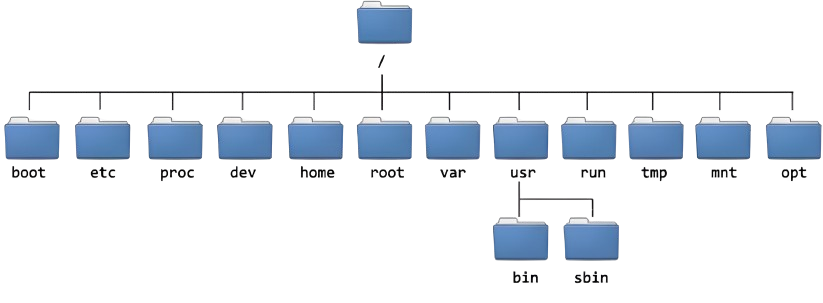 /
boot etc proc dev home root var usr run tmp mnt opt
bin sbin